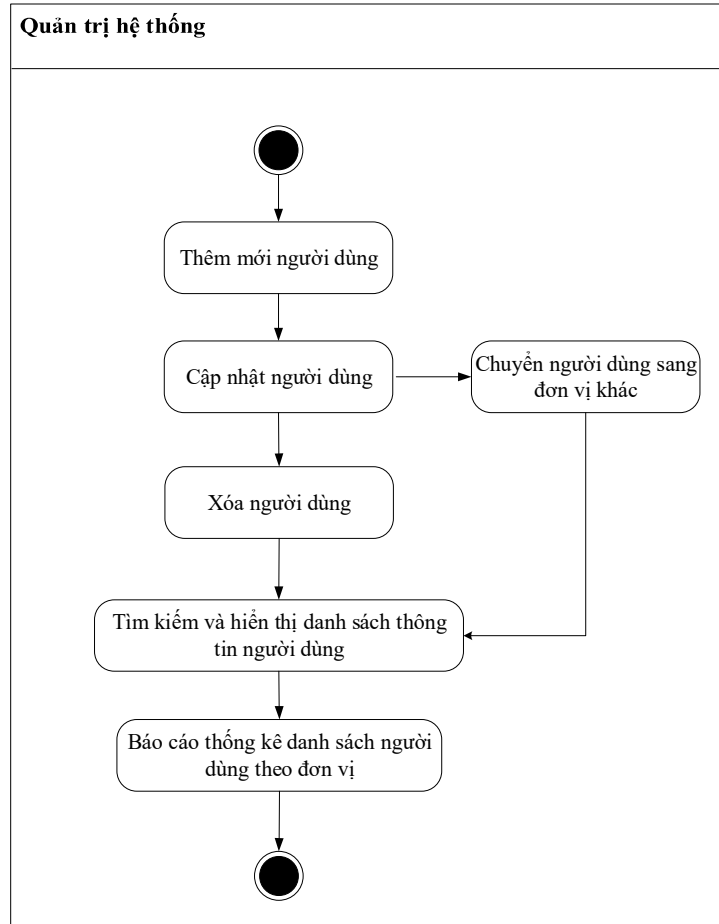 Quản trị hệ thống
Thêm mới người dùng
Cập nhật người dùng
Chuyển người dùng sang
đơn vị khác
Xóa người dùng
Tìm kiếm và hiển thị danh sách thông
tin người dùng
Báo cáo thống kê danh sách người
dùng theo đơn vị